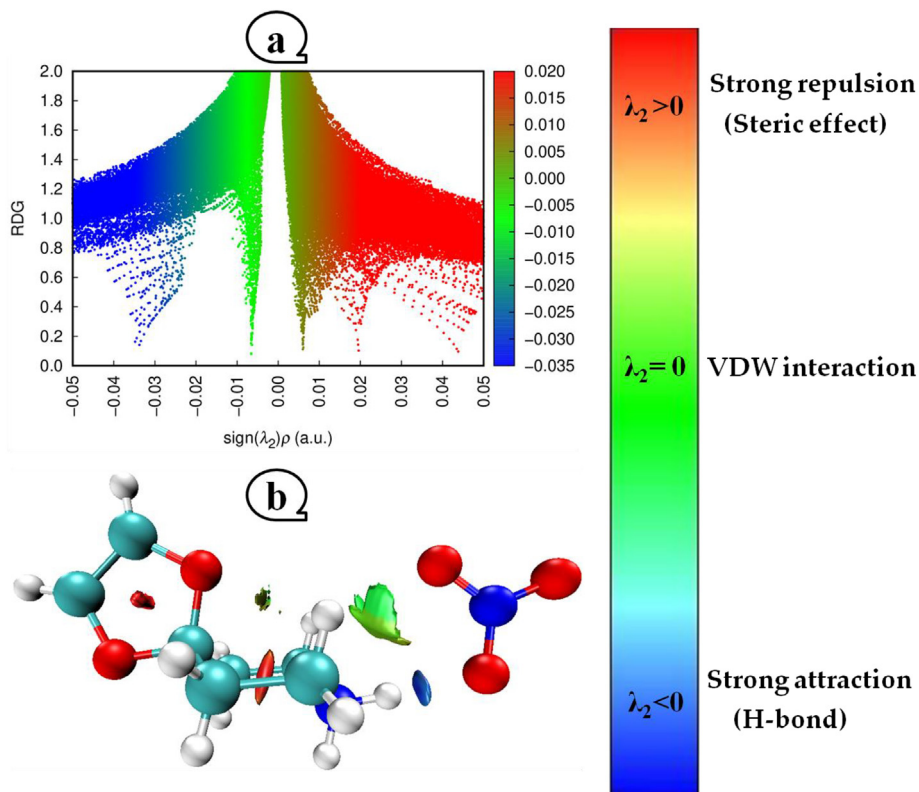 a
2.0
1.8
1.6
1.4
1.2
1.0
0.8
0.6
0.4
0.2
0.0
RDG
−0.05
−0.04
−0.03
−0.02
−0.01
0.00
0.01
0.02
0.03
0.04
0.05
sign(λ₂)ρ (a.u.)
0.020
0.015
0.010
0.005
0.000
−0.005
−0.010
−0.015
−0.020
−0.025
−0.030
−0.035
b
λ₂>0
Strong repulsion
(Steric effect)
λ₂= 0
VDW interaction
λ₂<0
Strong attraction
(H-bond)